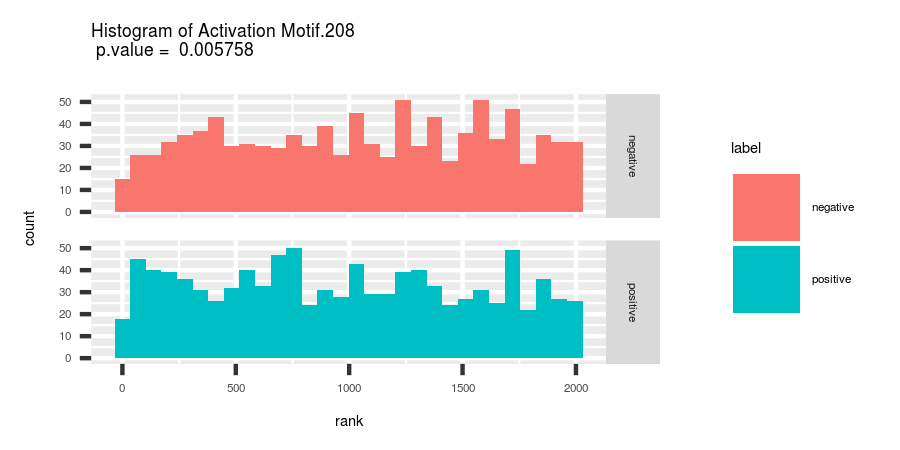 Histogram of Activation Motif.208
p.value = 0.005758
count
50
40
30
20
10
0
negative
50
40
30
20
10
0
positive
0
500
1000
1500
2000
rank
label
negative
positive